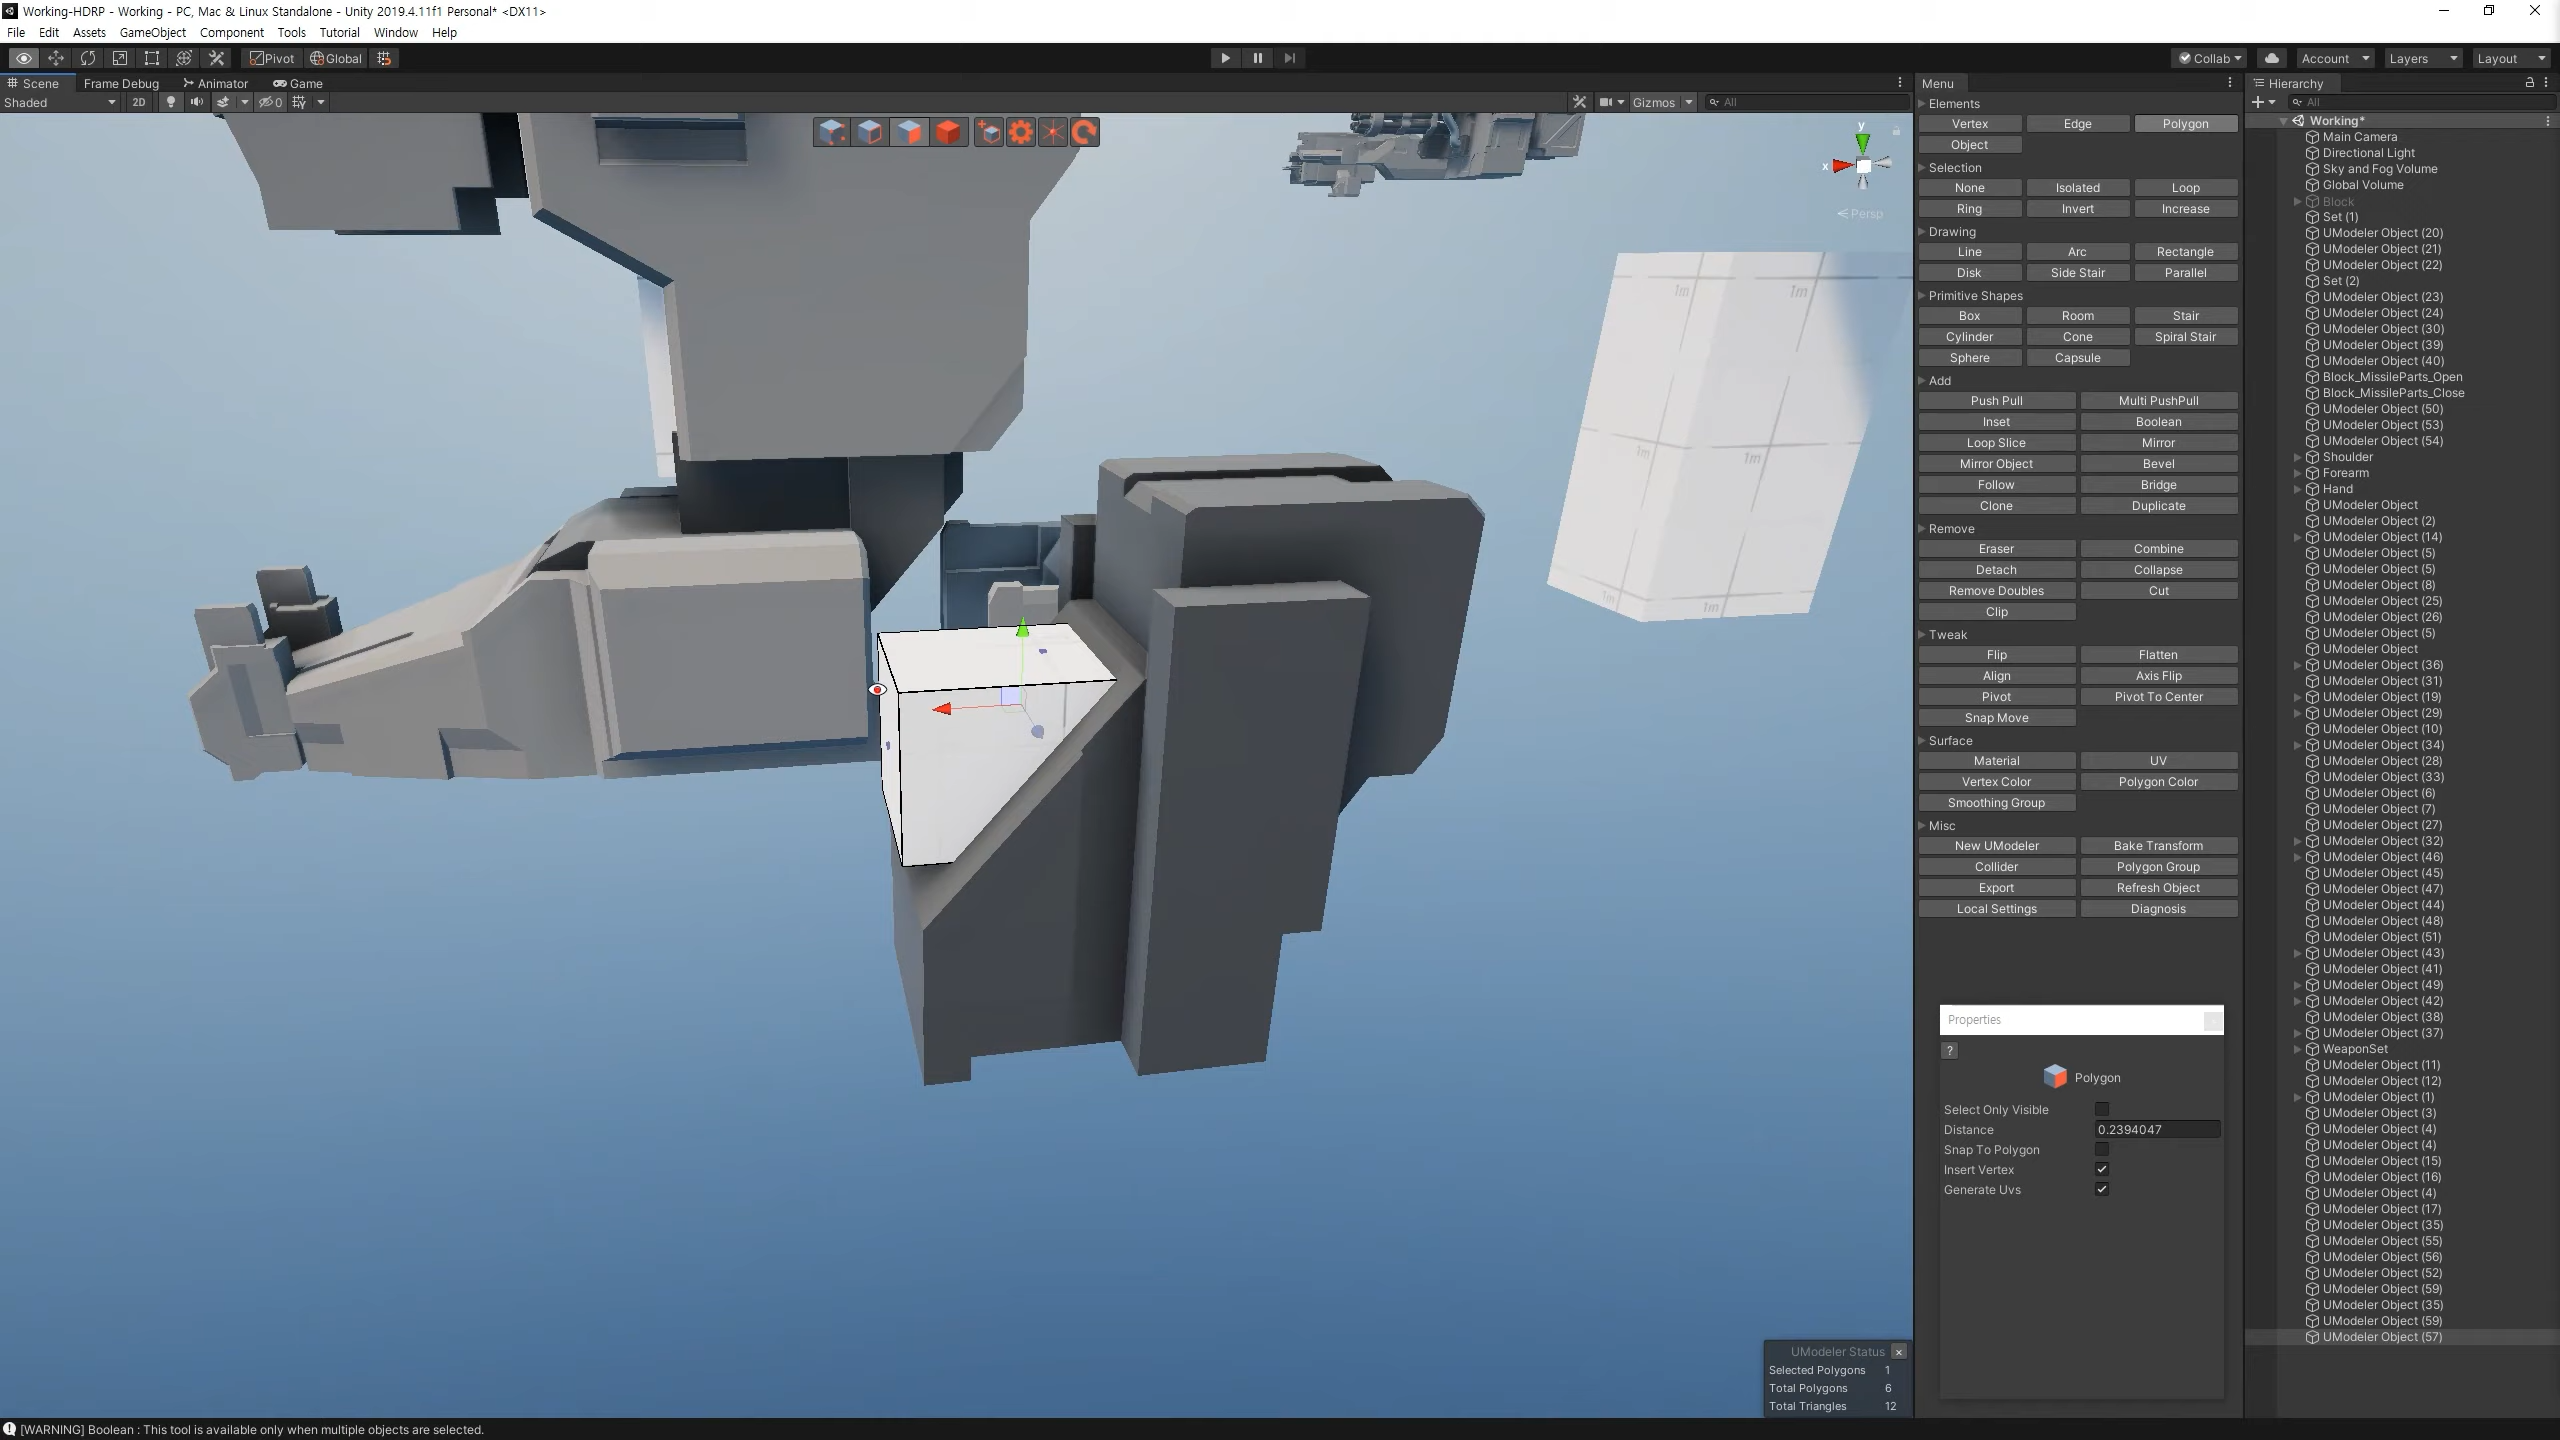 Working-HDRP - Working - PC, Mac & Linux Standalone - Unity 2019.4.11f1 Personal* <DX11>
File Edit Assets GameObject Component Tools Tutorial Window Help
Pivot Global Collab Account Layers Layout
Scene Frame Debug Animator Game Menu Hierarchy
Shaded 2D 0 Gizmos All
All
Elements
Vertex Edge Polygon
Object
Selection
None Isolated Loop
Ring Invert Increase
Drawing
Line Arc Rectangle
Disk Side Stair Parallel
Primitive Shapes
Box Room Stair
Cylinder Cone Spiral Stair
Sphere Capsule
Add
Push Pull Multi PushPull
Inset Boolean
Loop Slice Mirror
Mirror Object Bevel
Follow Bridge
Clone Duplicate
Remove
Eraser Combine
Detach Collapse
Remove Doubles Cut
Clip
Tweak
Flip Flatten
Align Axis Flip
Pivot Pivot To Center
Snap Move
Surface
Material UV
Vertex Color Polygon Color
Smoothing Group
Misc
New UModeler Bake Transform
Collider Polygon Group
Export Refresh Object
Local Settings Diagnosis
Properties
?
Polygon
Select Only Visible
Distance 0.2394047
Snap To Polygon
Insert Vertex
Generate Uvs
Working*
Main Camera
Directional Light
Sky and Fog Volume
Global Volume
Block
Set (1)
UModeler Object (20)
UModeler Object (21)
UModeler Object (22)
Set (2)
UModeler Object (23)
UModeler Object (24)
UModeler Object (30)
UModeler Object (39)
UModeler Object (40)
Block_MissileParts_Open
Block_MissileParts_Close
UModeler Object (50)
UModeler Object (53)
UModeler Object (54)
Shoulder
Forearm
Hand
UModeler Object
UModeler Object (2)
UModeler Object (14)
UModeler Object (5)
UModeler Object (5)
UModeler Object (8)
UModeler Object (25)
UModeler Object (26)
UModeler Object (5)
UModeler Object
UModeler Object (36)
UModeler Object (31)
UModeler Object (19)
UModeler Object (29)
UModeler Object (10)
UModeler Object (34)
UModeler Object (28)
UModeler Object (33)
UModeler Object (6)
UModeler Object (7)
UModeler Object (27)
UModeler Object (32)
UModeler Object (46)
UModeler Object (45)
UModeler Object (47)
UModeler Object (44)
UModeler Object (48)
UModeler Object (51)
UModeler Object (43)
UModeler Object (41)
UModeler Object (49)
UModeler Object (42)
UModeler Object (38)
UModeler Object (37)
WeaponSet
UModeler Object (11)
UModeler Object (12)
UModeler Object (1)
UModeler Object (3)
UModeler Object (4)
UModeler Object (4)
UModeler Object (15)
UModeler Object (16)
UModeler Object (4)
UModeler Object (17)
UModeler Object (35)
UModeler Object (55)
UModeler Object (56)
UModeler Object (52)
UModeler Object (59)
UModeler Object (35)
UModeler Object (59)
UModeler Object (57)
y
x
Persp
1m 1m
1m 1m
1m 1m
UModeler Status
Selected Polygons 1
Total Polygons 6
Total Triangles 12
[WARNING] Boolean : This tool is available only when multiple objects are selected.